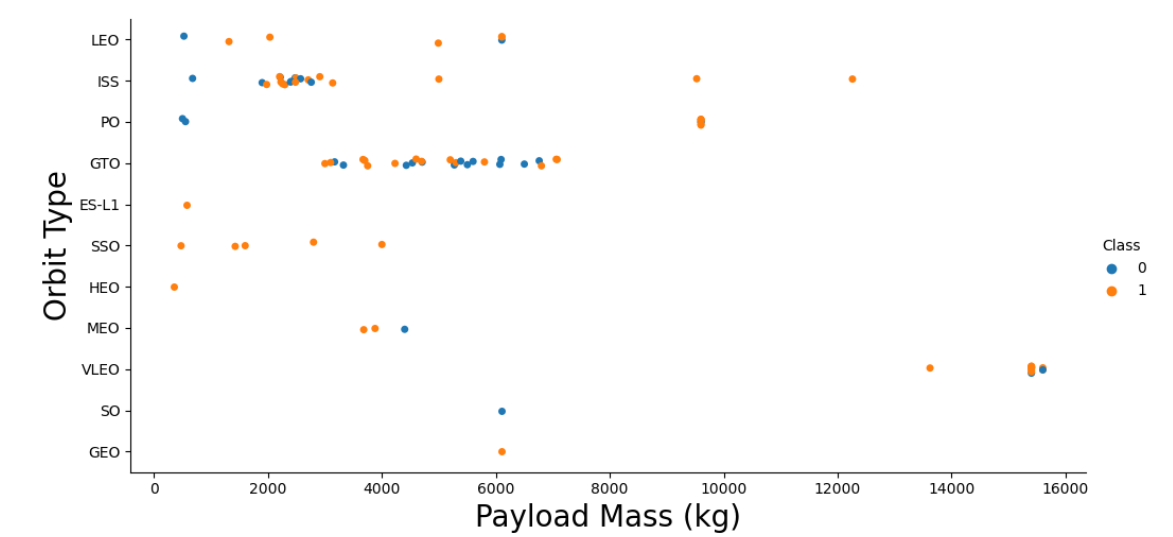 LEO
ISS
PO
GTO
ES-L1
SSO
HEO
MEO
VLEO
SO
GEO
Orbit Type
0 2000 4000 6000 8000 10000 12000 14000 16000
Payload Mass (kg)
Class
0
1